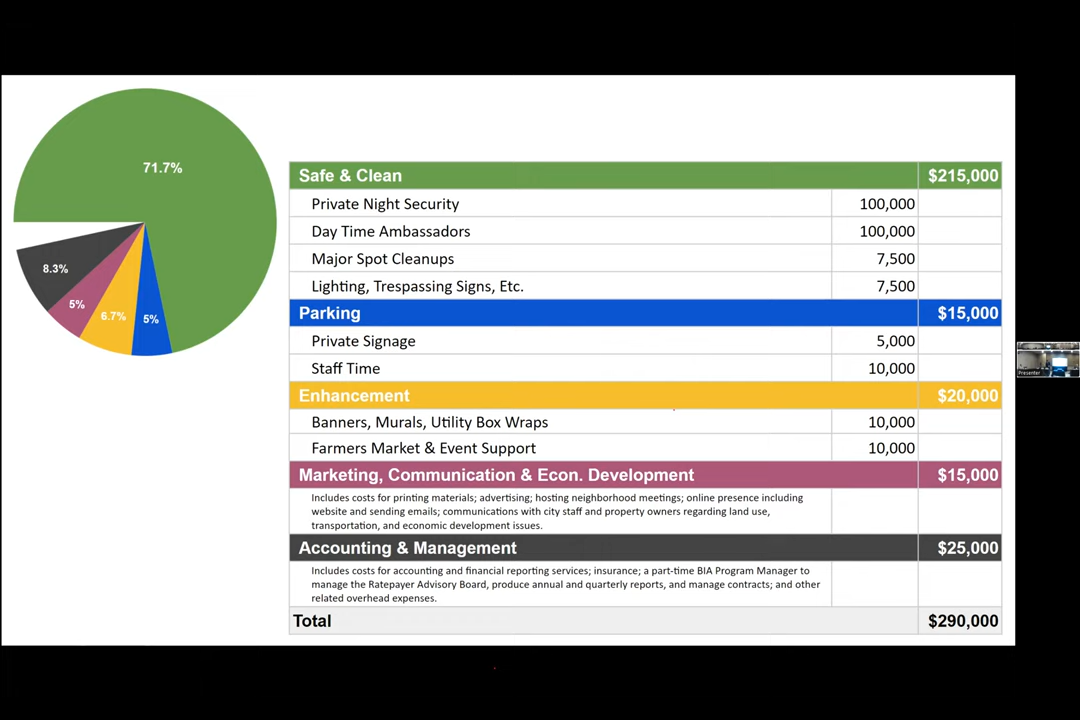 71.7%
8.3%
5%
6.7%
5%
Safe & Clean $215,000
Private Night Security 100,000
Day Time Ambassadors 100,000
Major Spot Cleanups 7,500
Lighting, Trespassing Signs, Etc. 7,500
Parking $15,000
Private Signage 5,000
Staff Time 10,000
Enhancement $20,000
Banners, Murals, Utility Box Wraps 10,000
Farmers Market & Event Support 10,000
Marketing, Communication & Econ. Development $15,000
Includes costs for printing materials; advertising; hosting neighborhood meetings; online presence including
website and sending emails; communications with city staff and property owners regarding land use,
transportation, and economic development issues.
Accounting & Management $25,000
Includes costs for accounting and financial reporting services; insurance; a part-time BIA Program Manager to
manage the Ratepayer Advisory Board, produce annual and quarterly reports, and manage contracts; and other
related overhead expenses.
Total $290,000
Presenter